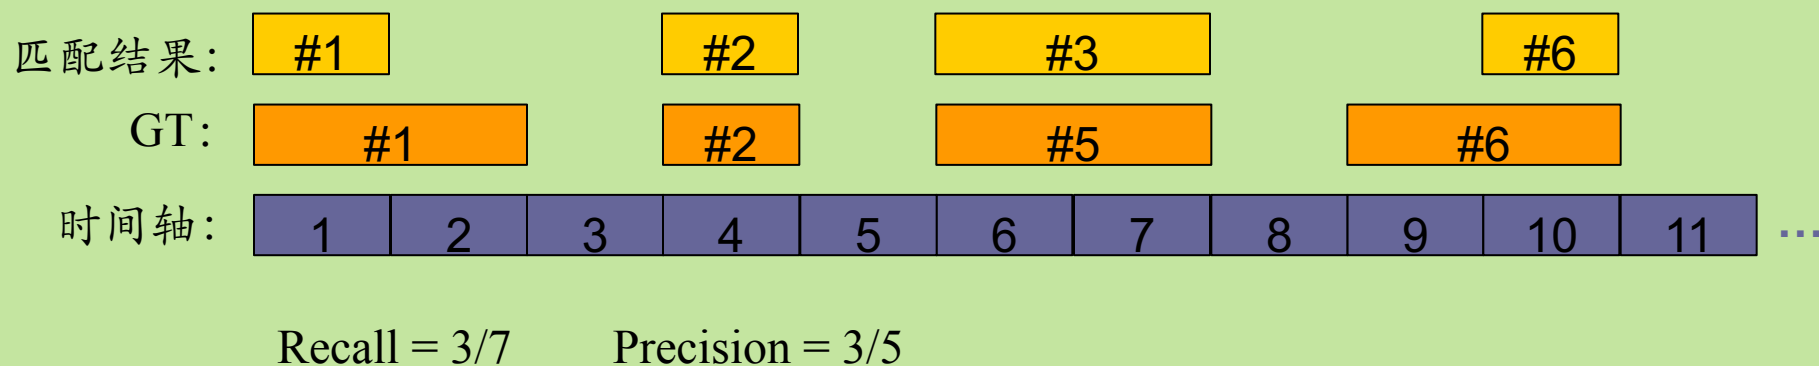 匹配结果: #1 #2 #3 #6
GT: #1 #2 #5 #6
时间轴: 1 2 3 4 5 6 7 8 9 10 11 ...
Recall = 3/7 Precision = 3/5